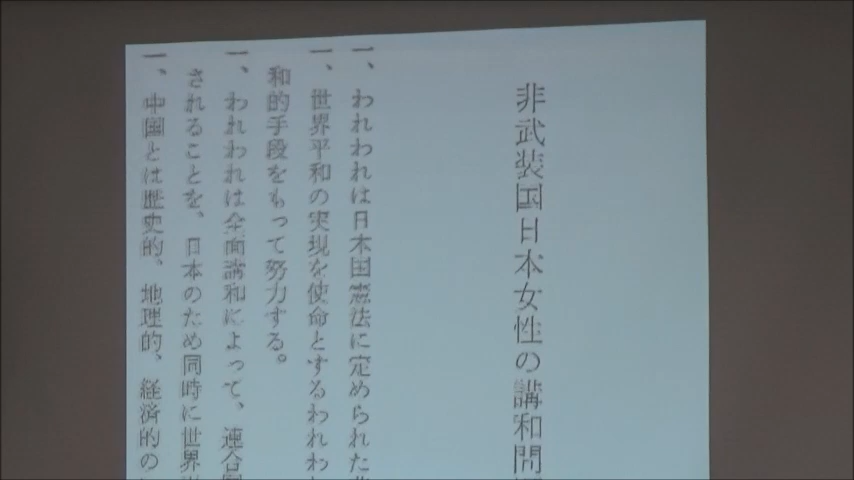 非武装国日本女性の講和問
一、われわれは日本国憲法に定められた
一、世界平和の実現を使命とするわれわ
和的手段をもって努力する。
一、われわれは全面講和によって、連合
されることを、日本のため同時に世界
一、中国とは歴史的、地理的、経済的の